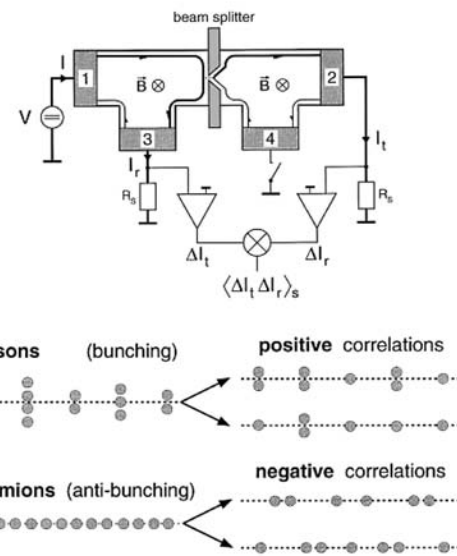 beam splitter
I 1 B⃗ ⊗ B⃗ ⊗ 2
V
3 4
I_r I_t
R_s R_s
ΔI_t ΔI_r
⟨ΔI_t ΔI_r⟩_s
sons (bunching) positive correlations
mions (anti-bunching) negative correlations